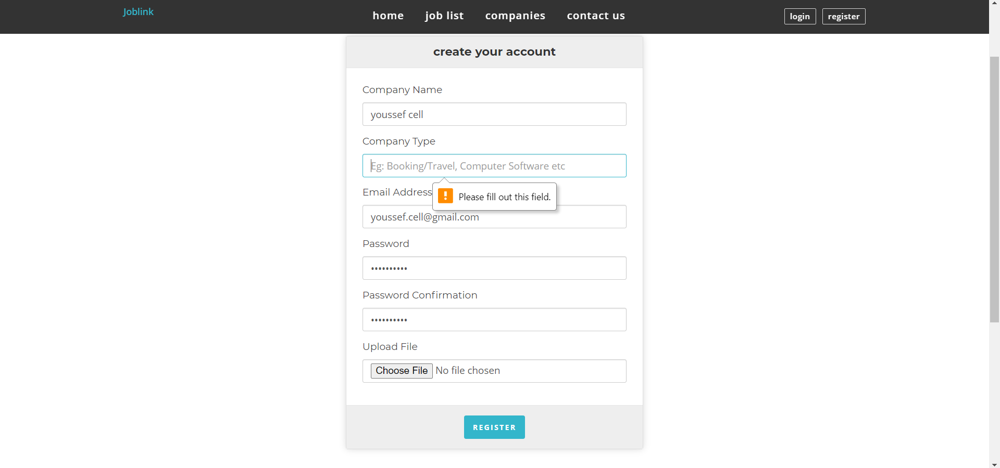 Joblink
home
job list
companies
contact us
login
register
create your account
Company Name
youssef cell
Company Type
Eg: Booking/Travel, Computer Software etc
Please fill out this field.
Email Address
youssef.cell@gmail.com
Password
••••••••••
Password Confirmation
••••••••••
Upload File
Choose File No file chosen
REGISTER